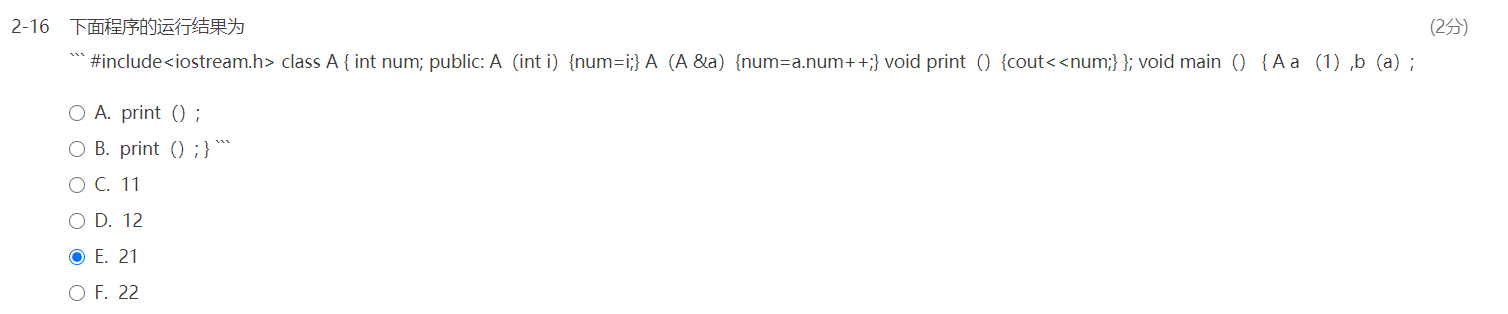 2-16 下面程序的运行结果为 (2分)
``` #include<iostream.h> class A { int num; public: A（int i）{num=i;} A（A &a）{num=a.num++;} void print（）{cout<<num;} }; void main（） { A a （1）,b（a）;
A. print（）;
B. print（）; } ```
C. 11
D. 12
E. 21
F. 22